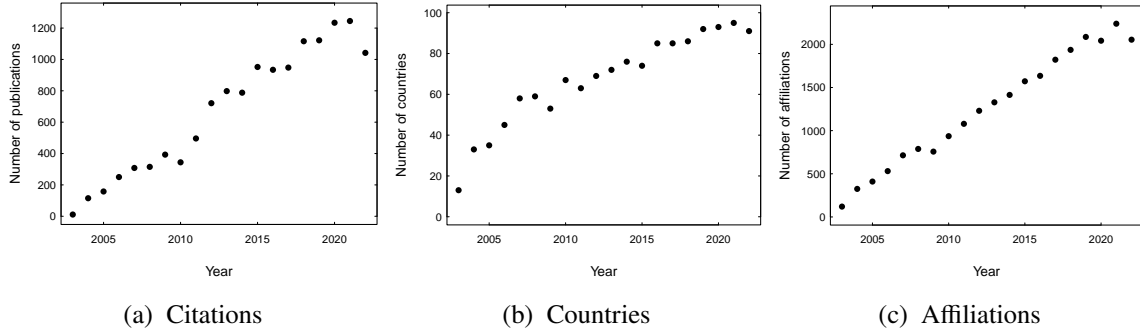 Number of publications
1200
1000
800
600
400
200
0
2005 2010 2015 2020
Year
(a) Citations
Number of countries
100
80
60
40
20
0
2005 2010 2015 2020
Year
(b) Countries
Number of affiliations
2000
1500
1000
500
0
2005 2010 2015 2020
Year
(c) Affiliations